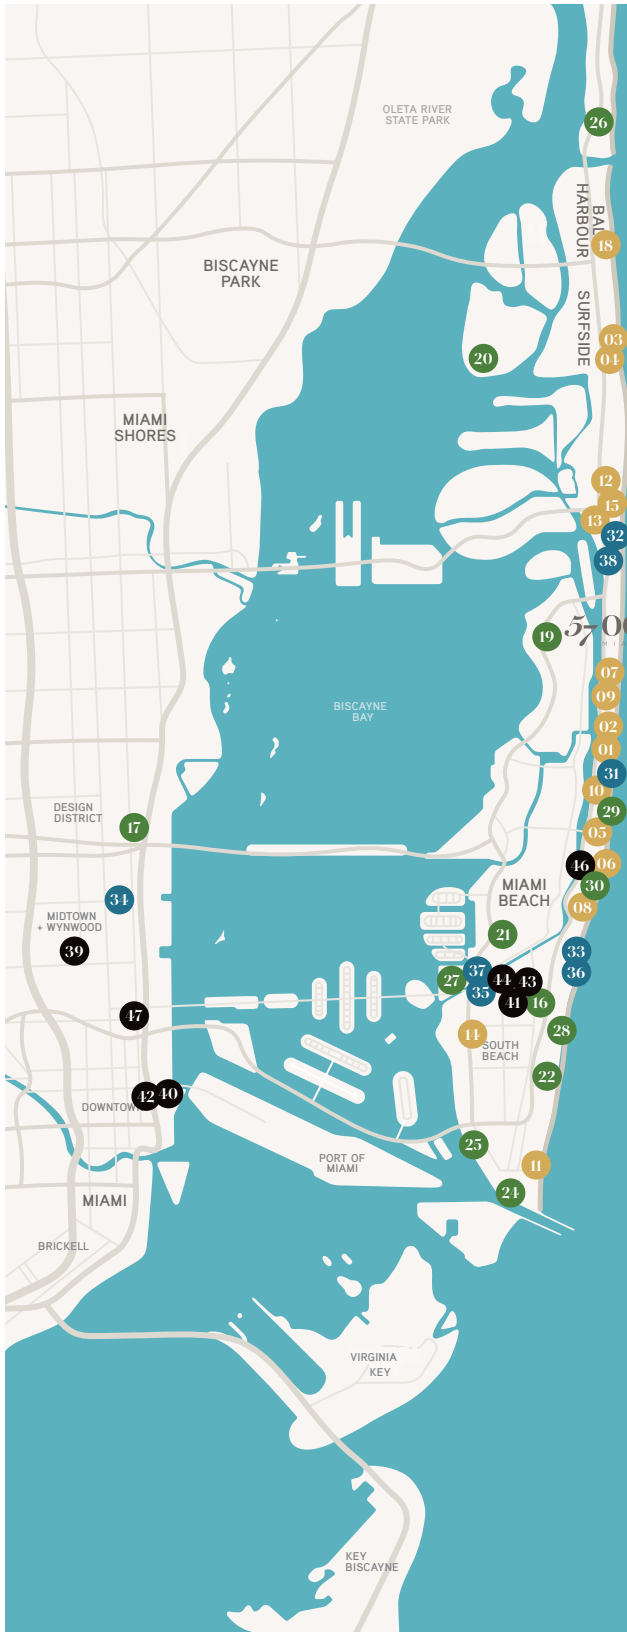 OLETA RIVER
STATE PARK
26
BAL
HARBOUR
18
BISCAYNE
PARK
SURFSIDE
03
04
20
MIAMI
SHORES
12
15
13
32
38
19
5700
07
09
BISCAYNE
BAY
02
01
31
10
29
DESIGN
DISTRICT
17
05
46
06
30
MIAMI
BEACH
34
08
MIDTOWN
+ WYNWOOD
21
39
33
37
36
27
44
43
35
41
16
47
14
28
SOUTH
BEACH
22
42
40
DOWNTOWN
25
PORT OF
MIAMI
11
24
MIAMI
BRICKELL
VIRGINIA
KEY
KEY
BISCAYNE